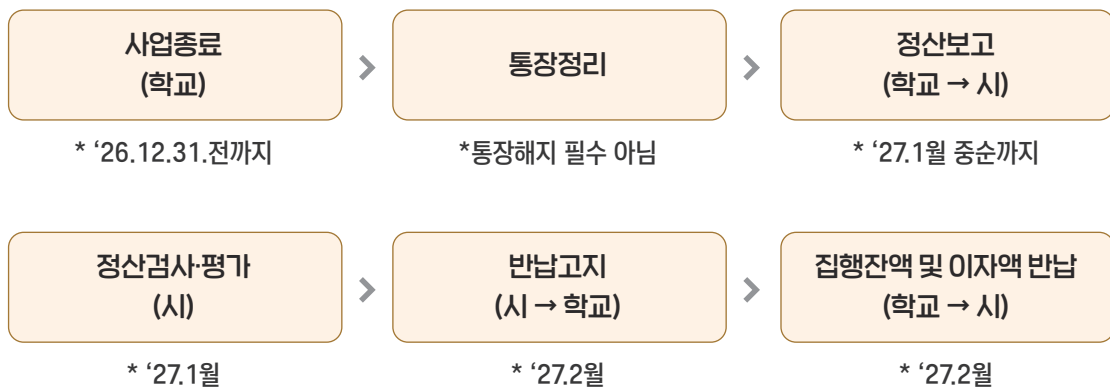 사업종료
(학교)
통장정리
정산보고
(학교 → 시)
* ‘26.12.31.전까지
*통장해지 필수 아님
* ‘27.1월 중순까지
정산검사·평가
(시)
반납고지
(시 → 학교)
집행잔액 및 이자액 반납
(학교 → 시)
* ‘27.1월
* ‘27.2월
* ‘27.2월